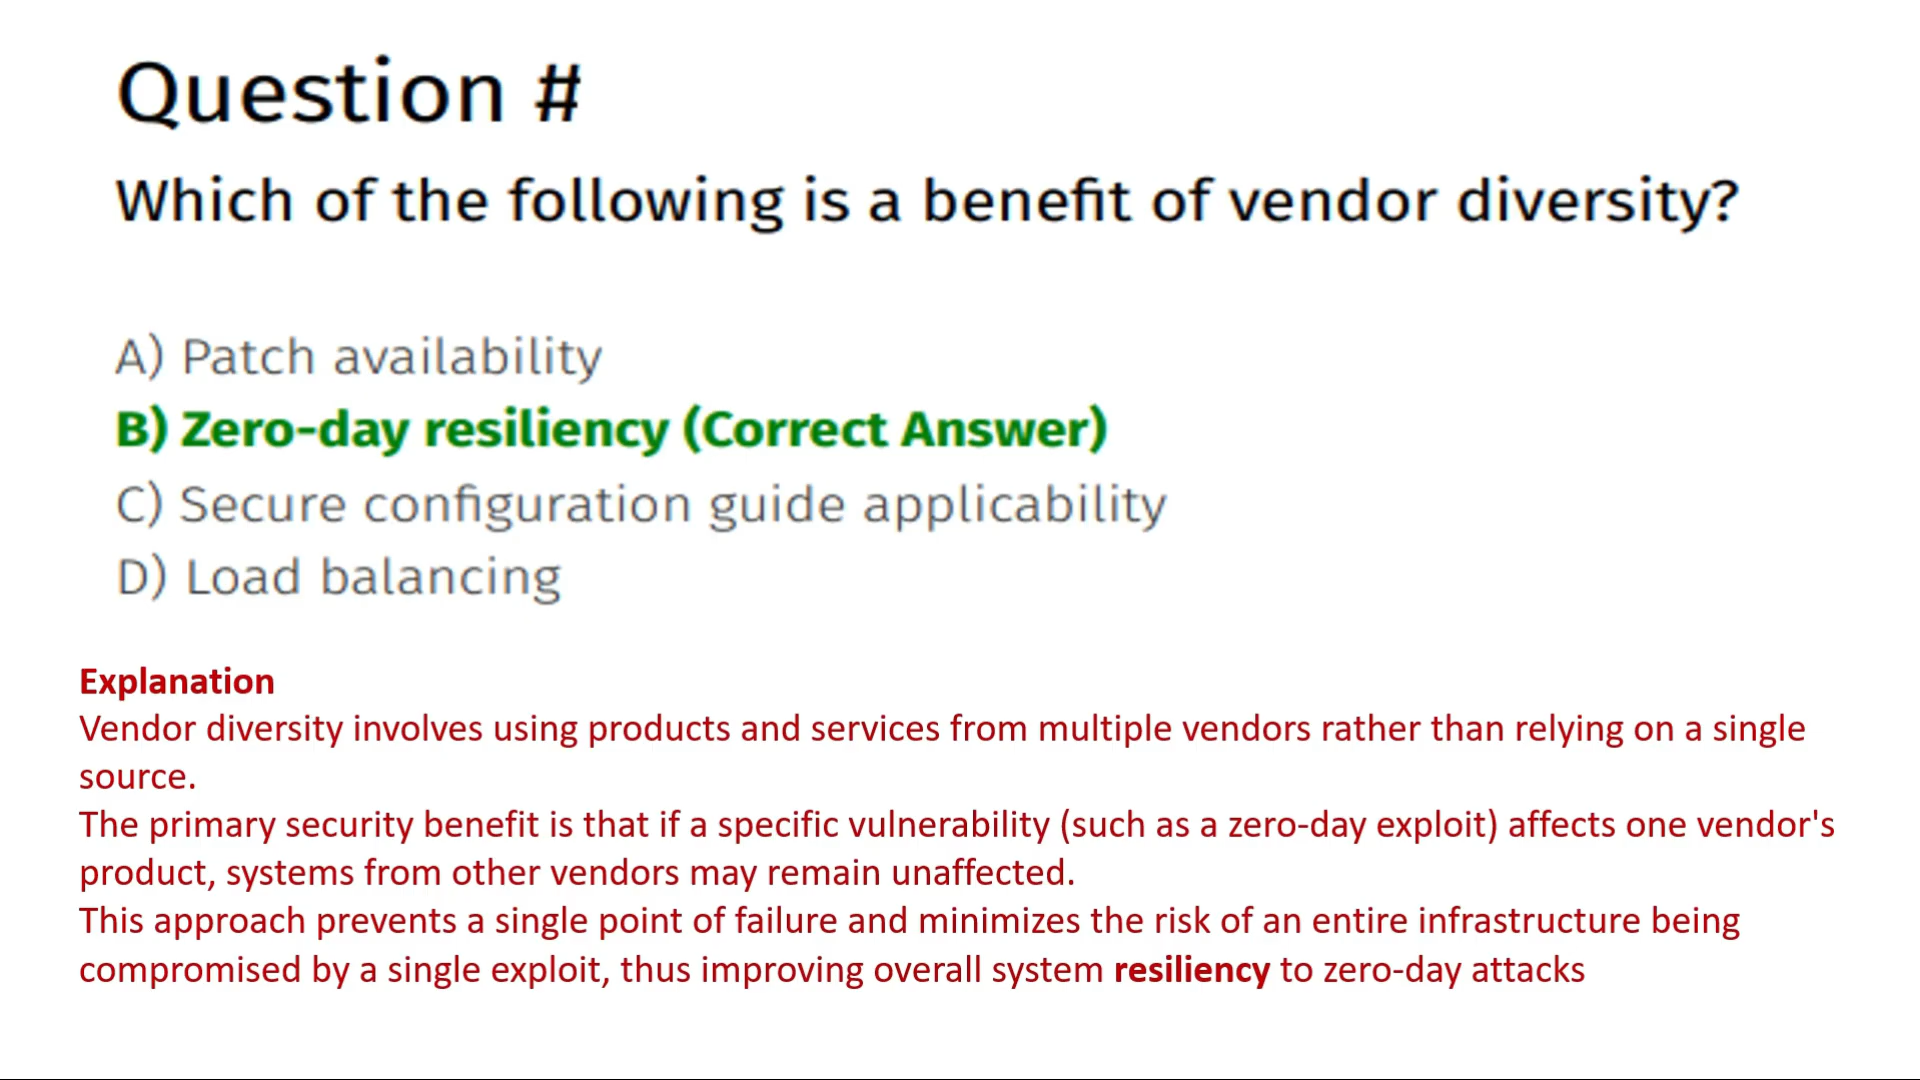 Question #
Which of the following is a benefit of vendor diversity?
A) Patch availability
B) Zero-day resiliency (Correct Answer)
C) Secure configuration guide applicability
D) Load balancing
Explanation
Vendor diversity involves using products and services from multiple vendors rather than relying on a single
source.
The primary security benefit is that if a specific vulnerability (such as a zero-day exploit) affects one vendor's
product, systems from other vendors may remain unaffected.
This approach prevents a single point of failure and minimizes the risk of an entire infrastructure being
compromised by a single exploit, thus improving overall system resiliency to zero-day attacks